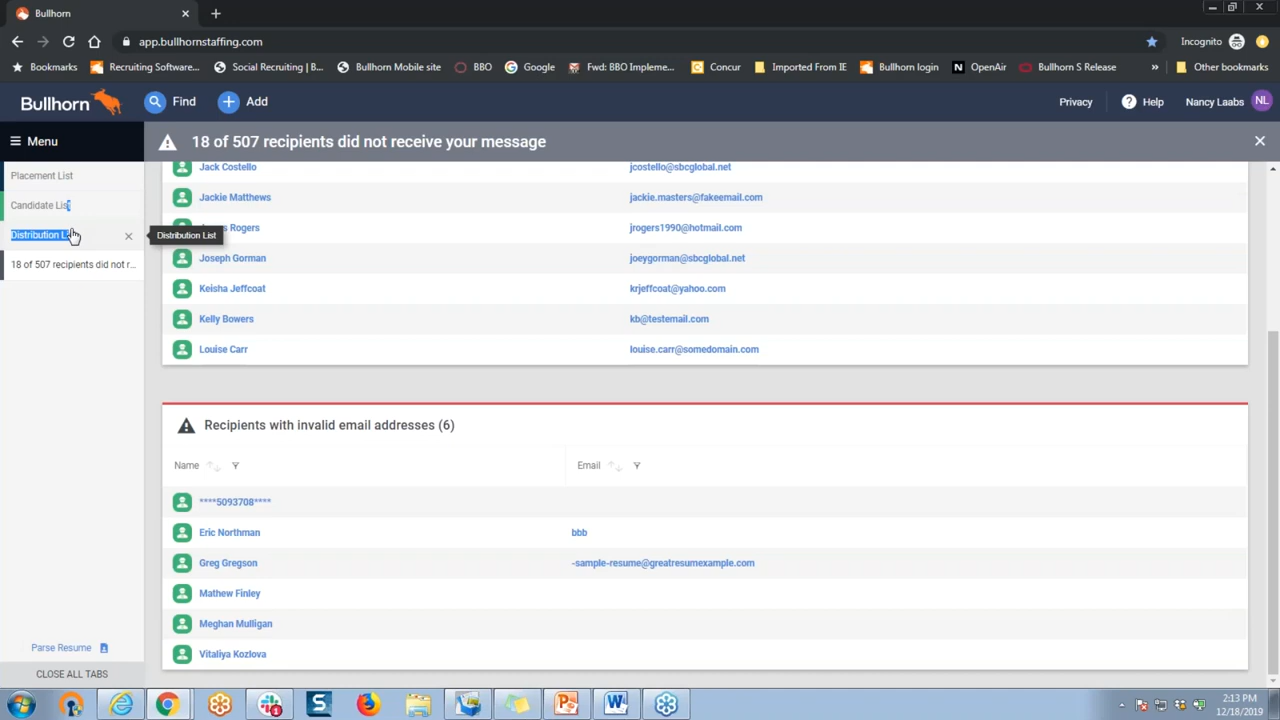 Bullhorn
app.bullhornstaffing.com
Incognito
Bookmarks
Recruiting Software...
Social Recruiting | B...
Bullhorn Mobile site
BBO
Google
Fwd: BBO Impleme...
Concur
Imported From IE
Bullhorn login
OpenAir
Bullhorn S Release
»
Other bookmarks
Bullhorn
Find
Add
Privacy
Help
Nancy Laabs
NL
Menu
18 of 507 recipients did not receive your message
Placement List
Candidate List
Distribution L
Distribution List
18 of 507 recipients did not r...
Jack Costello jcostello@sbcglobal.net
Jackie Matthews jackie.masters@fakeemail.com
Rogers jrogers1990@hotmail.com
Joseph Gorman joeygorman@sbcglobal.net
Keisha Jeffcoat krjeffcoat@yahoo.com
Kelly Bowers kb@testemail.com
Louise Carr louise.carr@somedomain.com
Recipients with invalid email addresses (6)
Name Email
****5093708****
Eric Northman bbb
Greg Gregson -sample-resume@greatresumexample.com
Mathew Finley
Meghan Mulligan
Vitaliya Kozlova
Parse Resume
CLOSE ALL TABS
2:13 PM
12/18/2019